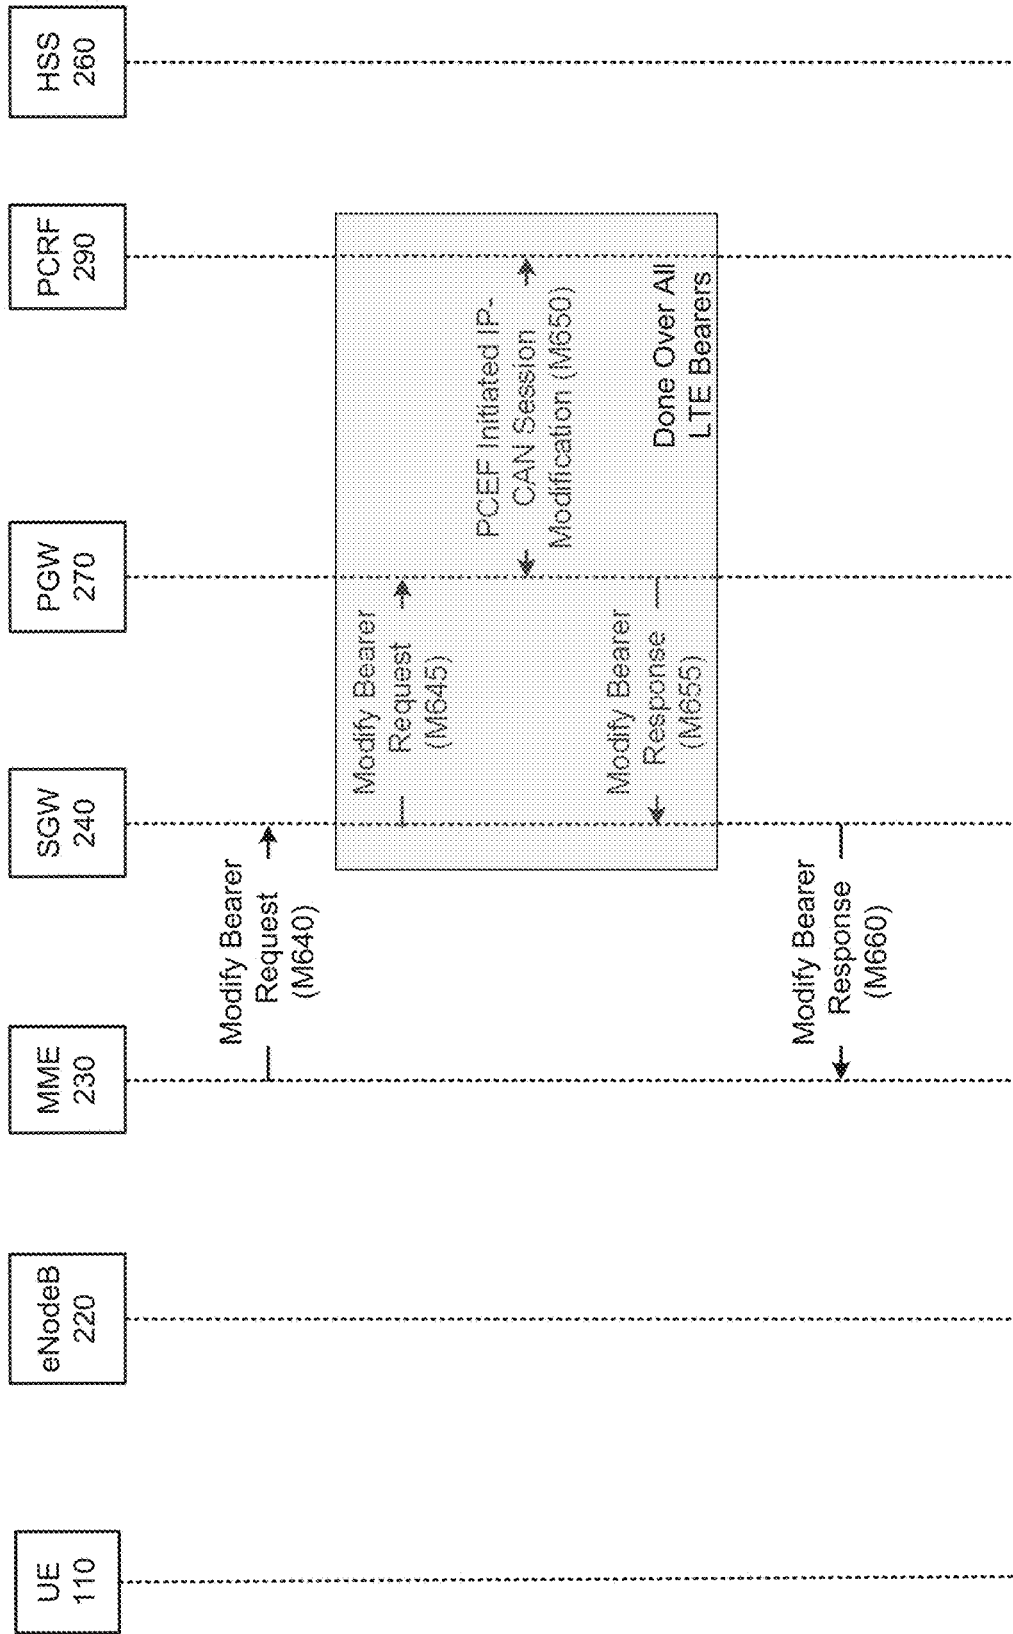 UE
110
eNodeB
220
MME
230
SGW
240
PGW
270
PCRF
290
HSS
260
Modify Bearer
Request
(M640)
Modify Bearer
Request
(M645)
PCEF Initiated IP-
CAN Session
Modification (M650)
Modify Bearer
Response
(M655)
Done Over All
LTE Bearers
Modify Bearer
Response
(M660)